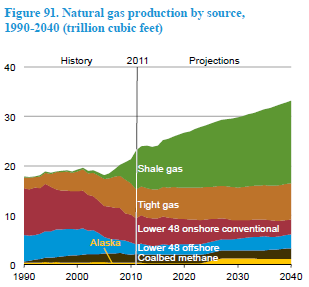 Figure 91. Natural gas production by source,
1990-2040 (trillion cubic feet)
History 2011 Projections
40
30
20
10
0
Shale gas
Tight gas
Lower 48 onshore conventional
Alaska
Lower 48 offshore
Coalbed methane
1990 2000 2010 2020 2030 2040